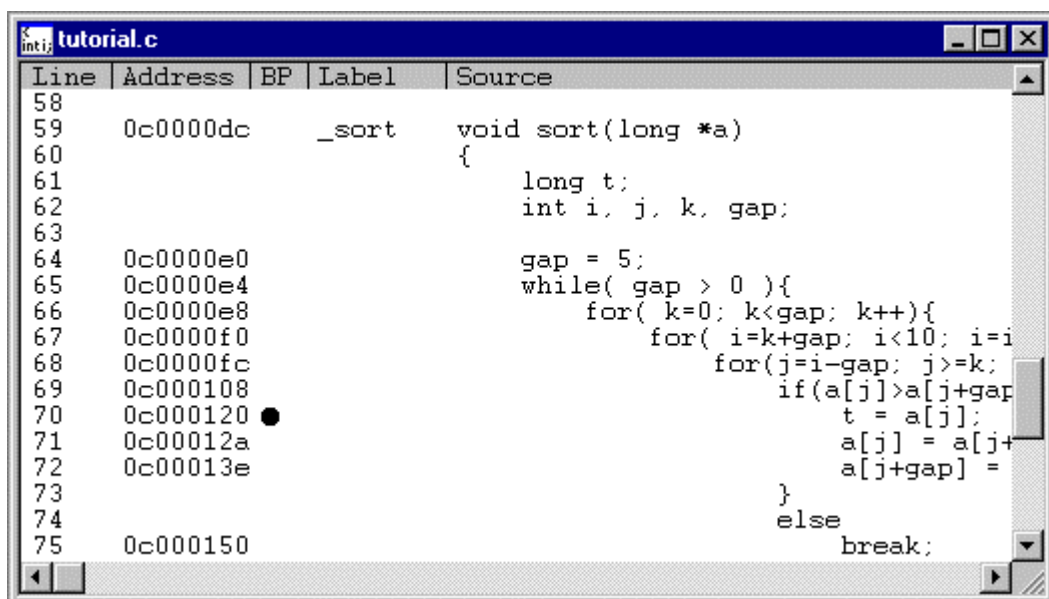 tutorial.c
Line Address BP Label Source
58
59 0c0000dc _sort void sort(long *a)
60 {
61 long t;
62 int i, j, k, gap;
63
64 0c0000e0 gap = 5;
65 0c0000e4 while( gap > 0 ){
66 0c0000e8 for( k=0; k<gap; k++){
67 0c0000f0 for( i=k+gap; i<10; i=i
68 0c0000fc for(j=i-gap; j>=k;
69 0c000108 if(a[j]>a[j+gap
70 0c000120 ● t = a[j];
71 0c00012a a[j] = a[j+
72 0c00013e a[j+gap] =
73 }
74 else
75 0c000150 break;